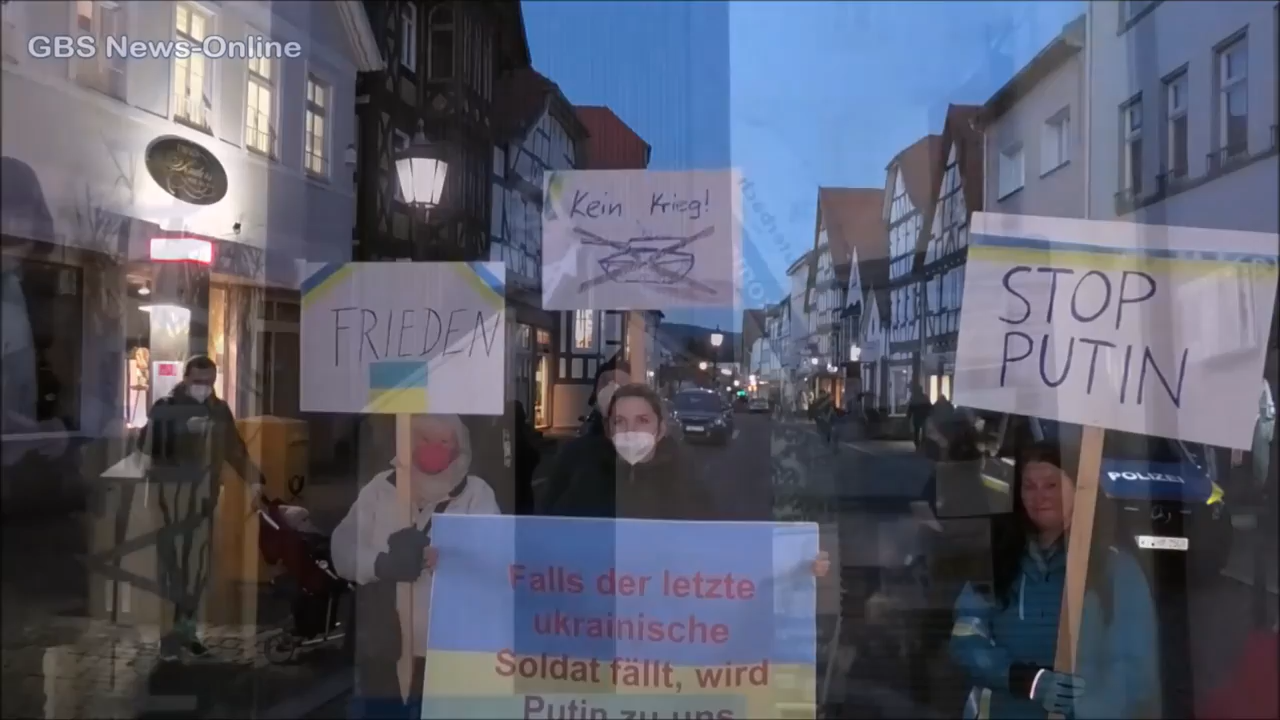 GBS News-Online
Kein Krieg!
FRIEDEN
STOP
PUTIN
POLIZEI
Falls der letzte
ukrainische
Soldat fällt, wird
Putin zu uns